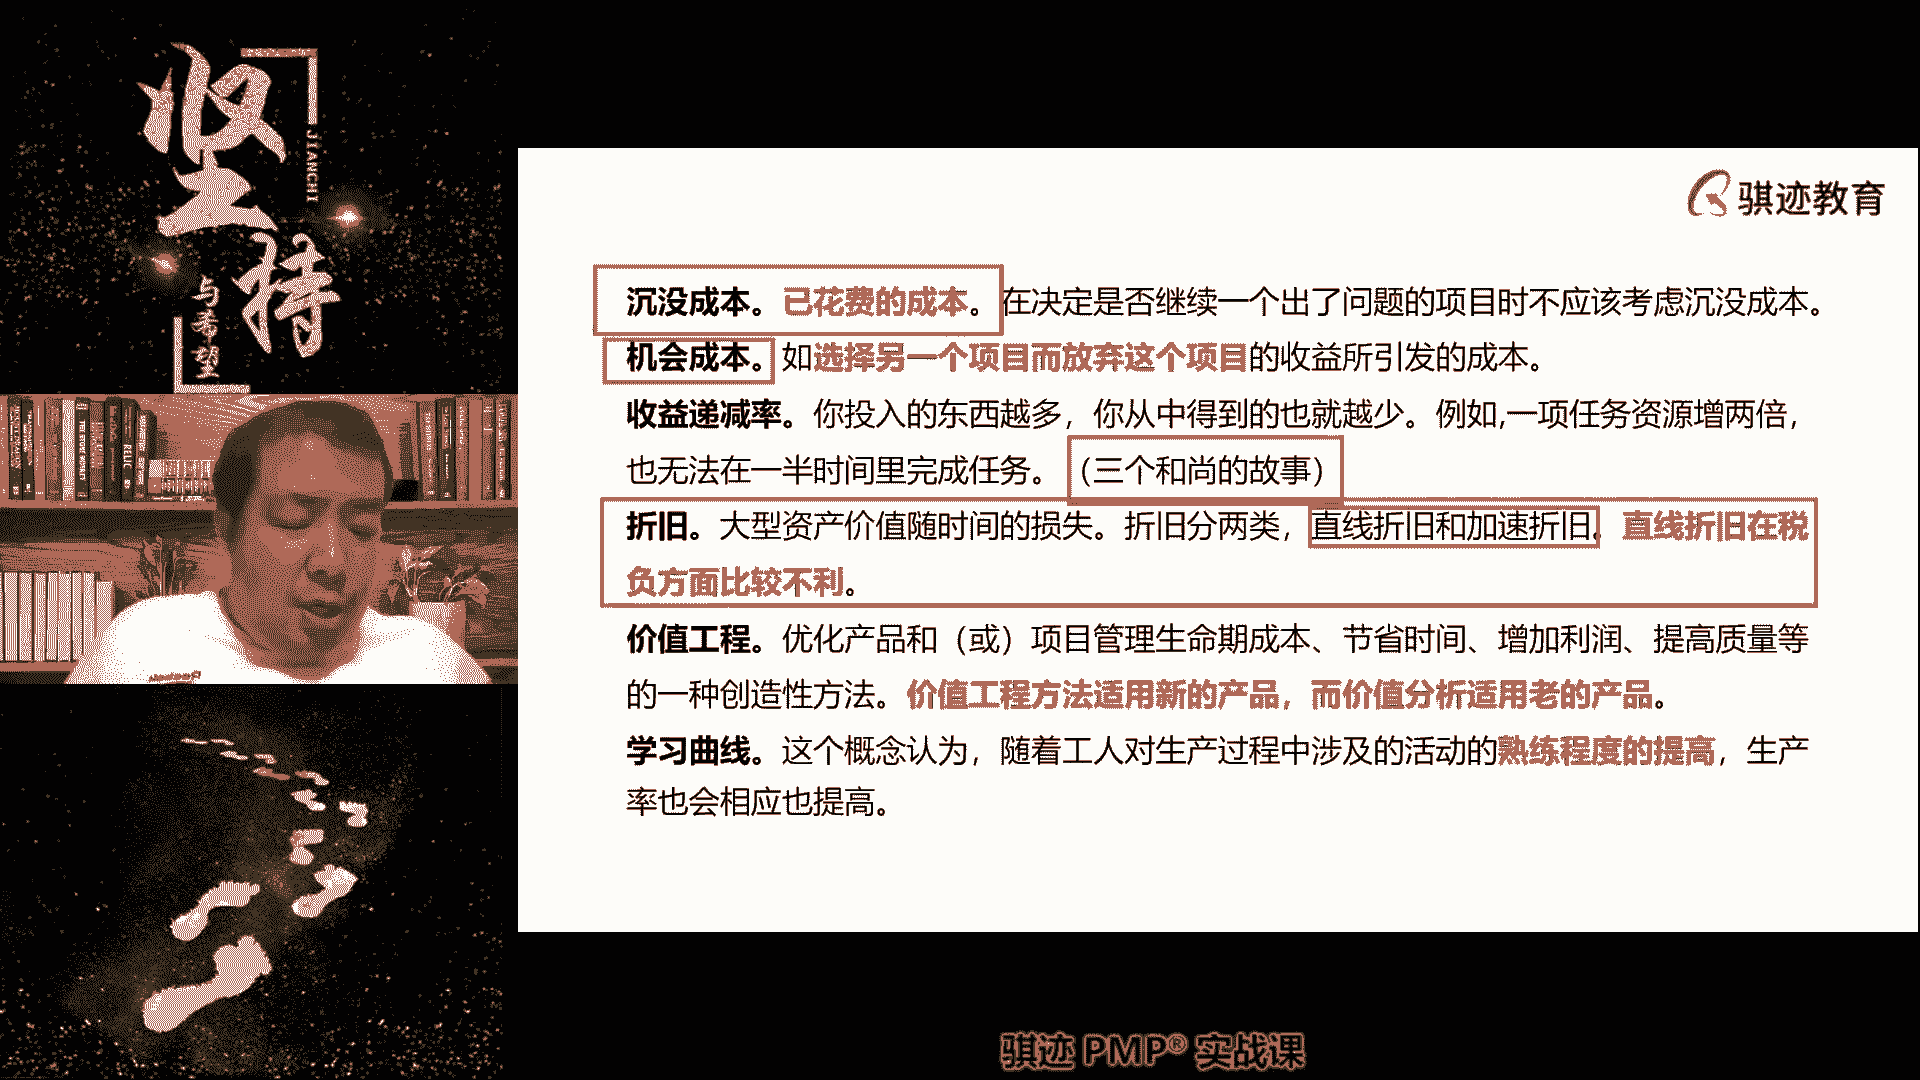 坚持
JIANCHI
与希望
RELIC
骐迹教育
沉没成本。已花费的成本。在决定是否继续一个出了问题的项目时不应该考虑沉没成本。
机会成本。如选择另一个项目而放弃这个项目的收益所引发的成本。
收益递减率。你投入的东西越多，你从中得到的也就越少。例如,一项任务资源增两倍，
也无法在一半时间里完成任务。（三个和尚的故事）
折旧。大型资产价值随时间的损失。折旧分两类，直线折旧和加速折旧。直线折旧在税
负方面比较不利。
价值工程。优化产品和（或）项目管理生命期成本、节省时间、增加利润、提高质量等
的一种创造性方法。价值工程方法适用新的产品，而价值分析适用老的产品。
学习曲线。这个概念认为，随着工人对生产过程中涉及的活动的熟练程度的提高，生产
率也会相应也提高。
骐迹 PMP® 实战课